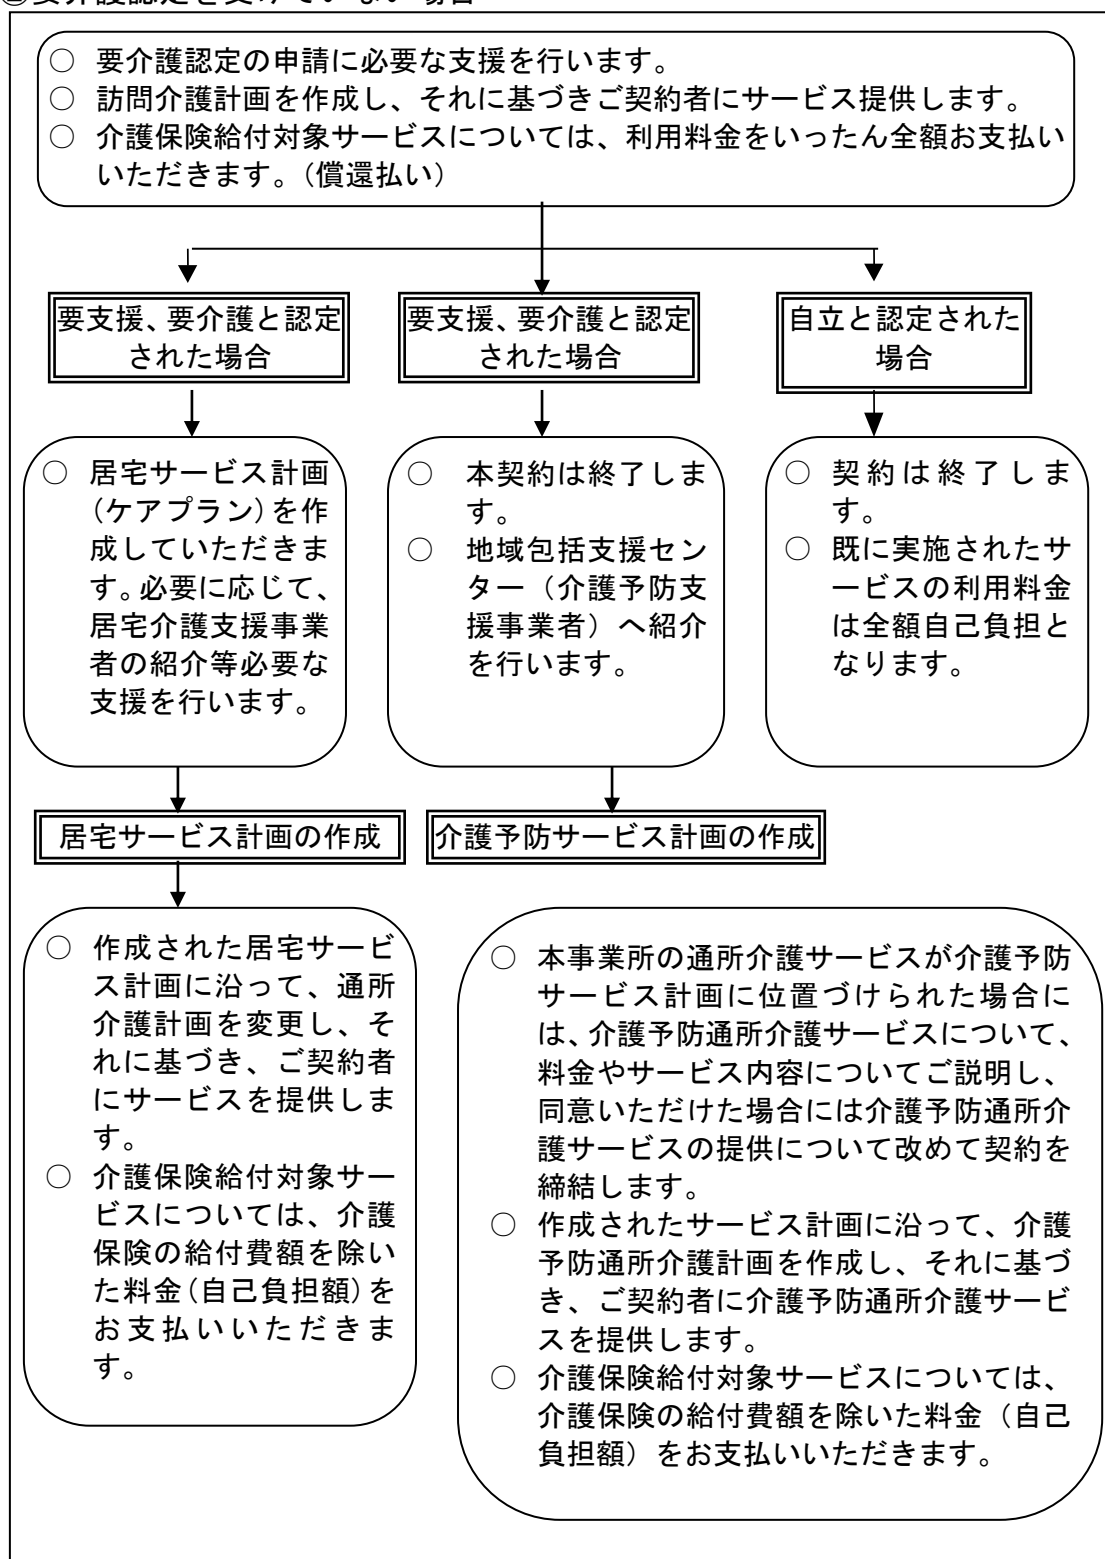 要介護認定を受けていない場合
○ 要介護認定の申請に必要な支援を行います。
○ 訪問介護計画を作成し、それに基づきご契約者にサービス提供します。
○ 介護保険給付対象サービスについては、利用料金をいったん全額お支払い
いただきます。(償還払い)
要支援、要介護と認定
された場合
要支援、要介護と認定
された場合
自立と認定された
場合
○ 居宅サービス計画
(ケアプラン)を作
成していただきま
す。必要に応じて、
居宅介護支援事業
者の紹介等必要な
支援を行います。
○ 本契約は終了しま
す。
○ 地域包括支援セン
ター(介護予防支
援事業者)へ紹介
を行います。
○ 契約は終了しま
す。
○ 既に実施されたサ
ービスの利用料金
は全額自己負担と
なります。
居宅サービス計画の作成
介護予防サービス計画の作成
○ 作成された居宅サービ
ス計画に沿って、通所
介護計画を変更し、そ
れに基づき、ご契約者
にサービスを提供しま
す。
○ 介護保険給付対象サー
ビスについては、介護
保険の給付費額を除い
た料金(自己負担額)を
お支払いいただきま
す。
○ 本事業所の通所介護サービスが介護予防
サービス計画に位置づけられた場合に
は、介護予防通所介護サービスについて、
料金やサービス内容についてご説明し、
同意いただけた場合には介護予防通所介
護サービスの提供について改めて契約を
締結します。
○ 作成されたサービス計画に沿って、介護
予防通所介護計画を作成し、それに基づ
き、ご契約者に介護予防通所介護サービ
スを提供します。
○ 介護保険給付対象サービスについては、
介護保険の給付費額を除いた料金(自己
負担額)をお支払いいただきます。